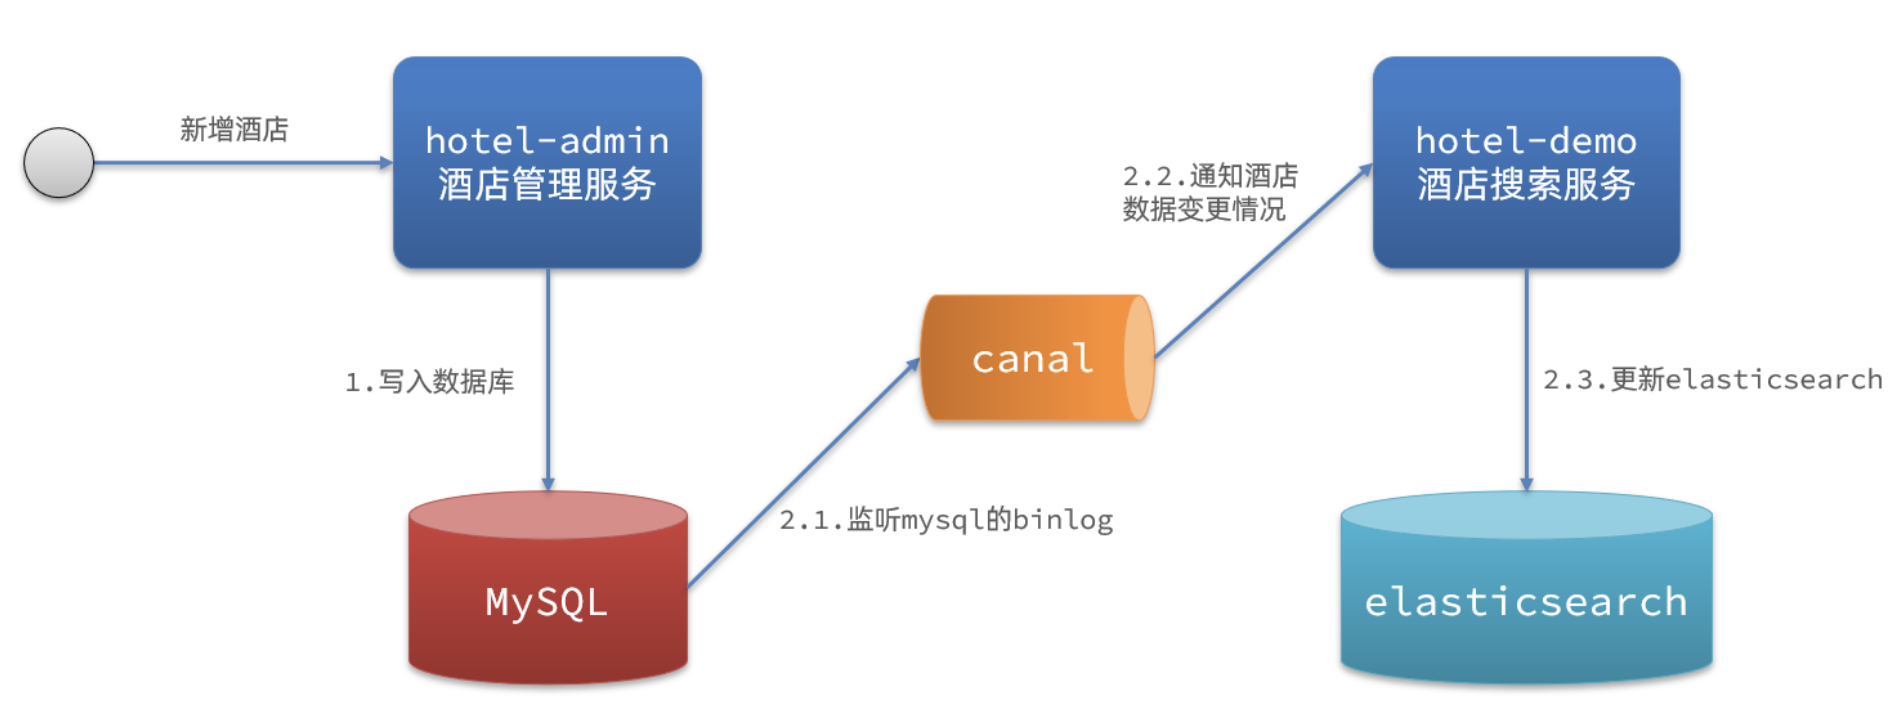 新增酒店
hotel-admin
酒店管理服务
hotel-demo
酒店搜索服务
2.2.通知酒店
数据变更情况
canal
1.写入数据库
2.3.更新elasticsearch
2.1.监听mysql的binlog
MySQL
elasticsearch